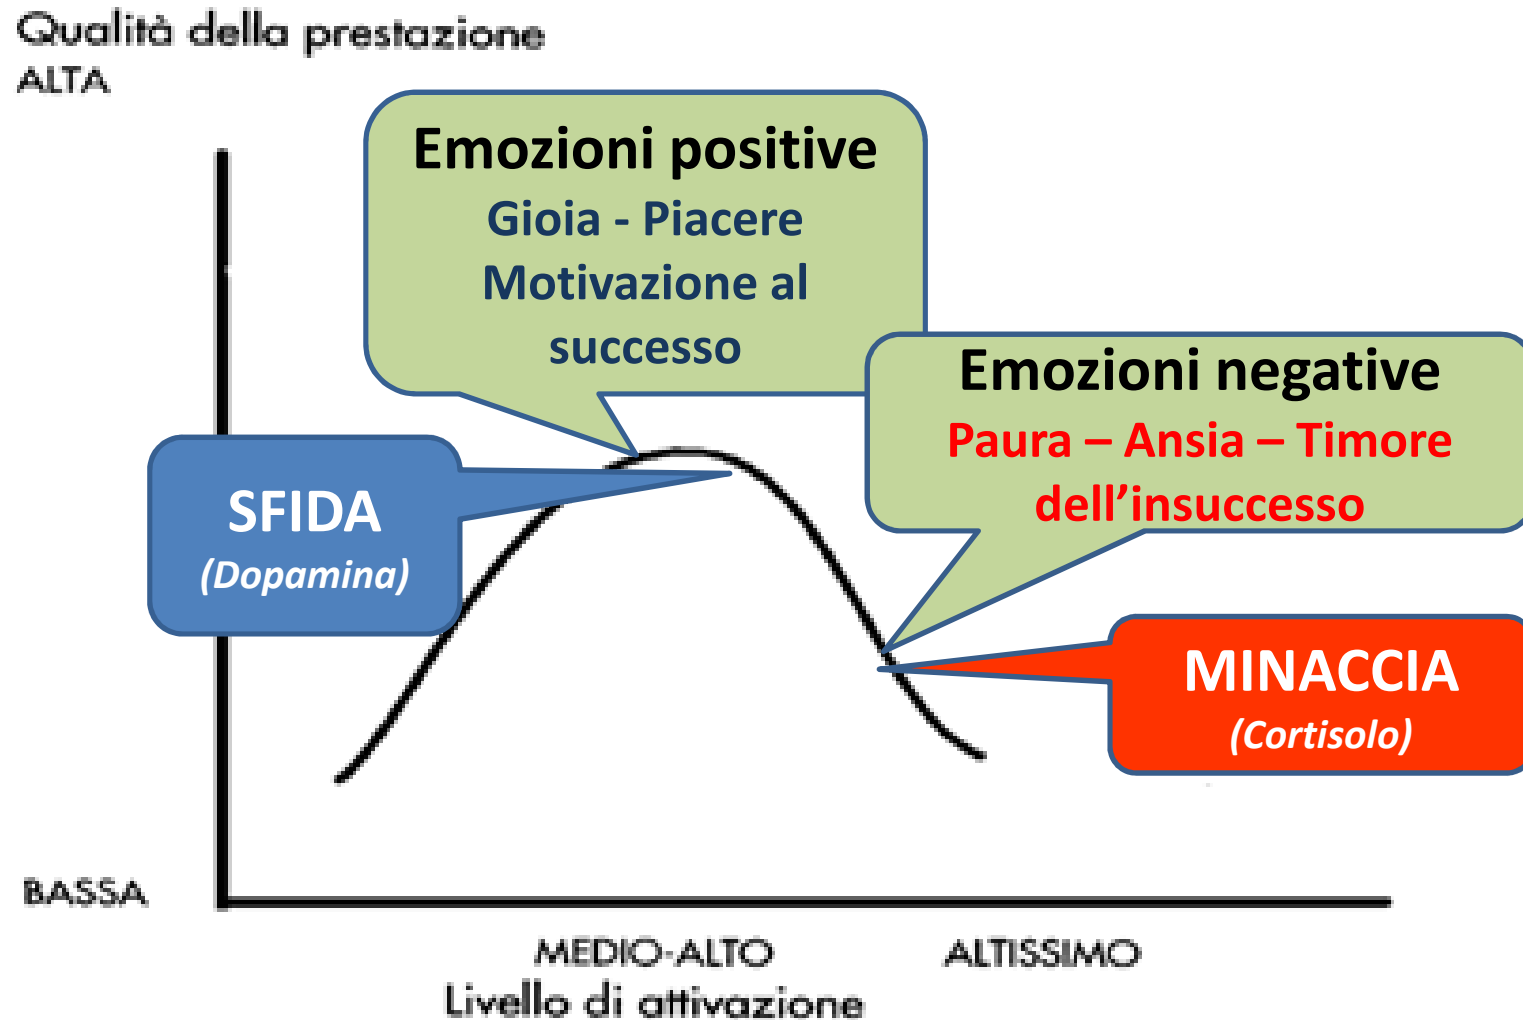 Qualità della prestazione
ALTA
Emozioni positive
Gioia - Piacere
Motivazione al
successo
Emozioni negative
Paura – Ansia – Timore
dell’insuccesso
SFIDA
(Dopamina)
MINACCIA
(Cortisolo)
BASSA
MEDIO-ALTO
ALTISSIMO
Livello di attivazione